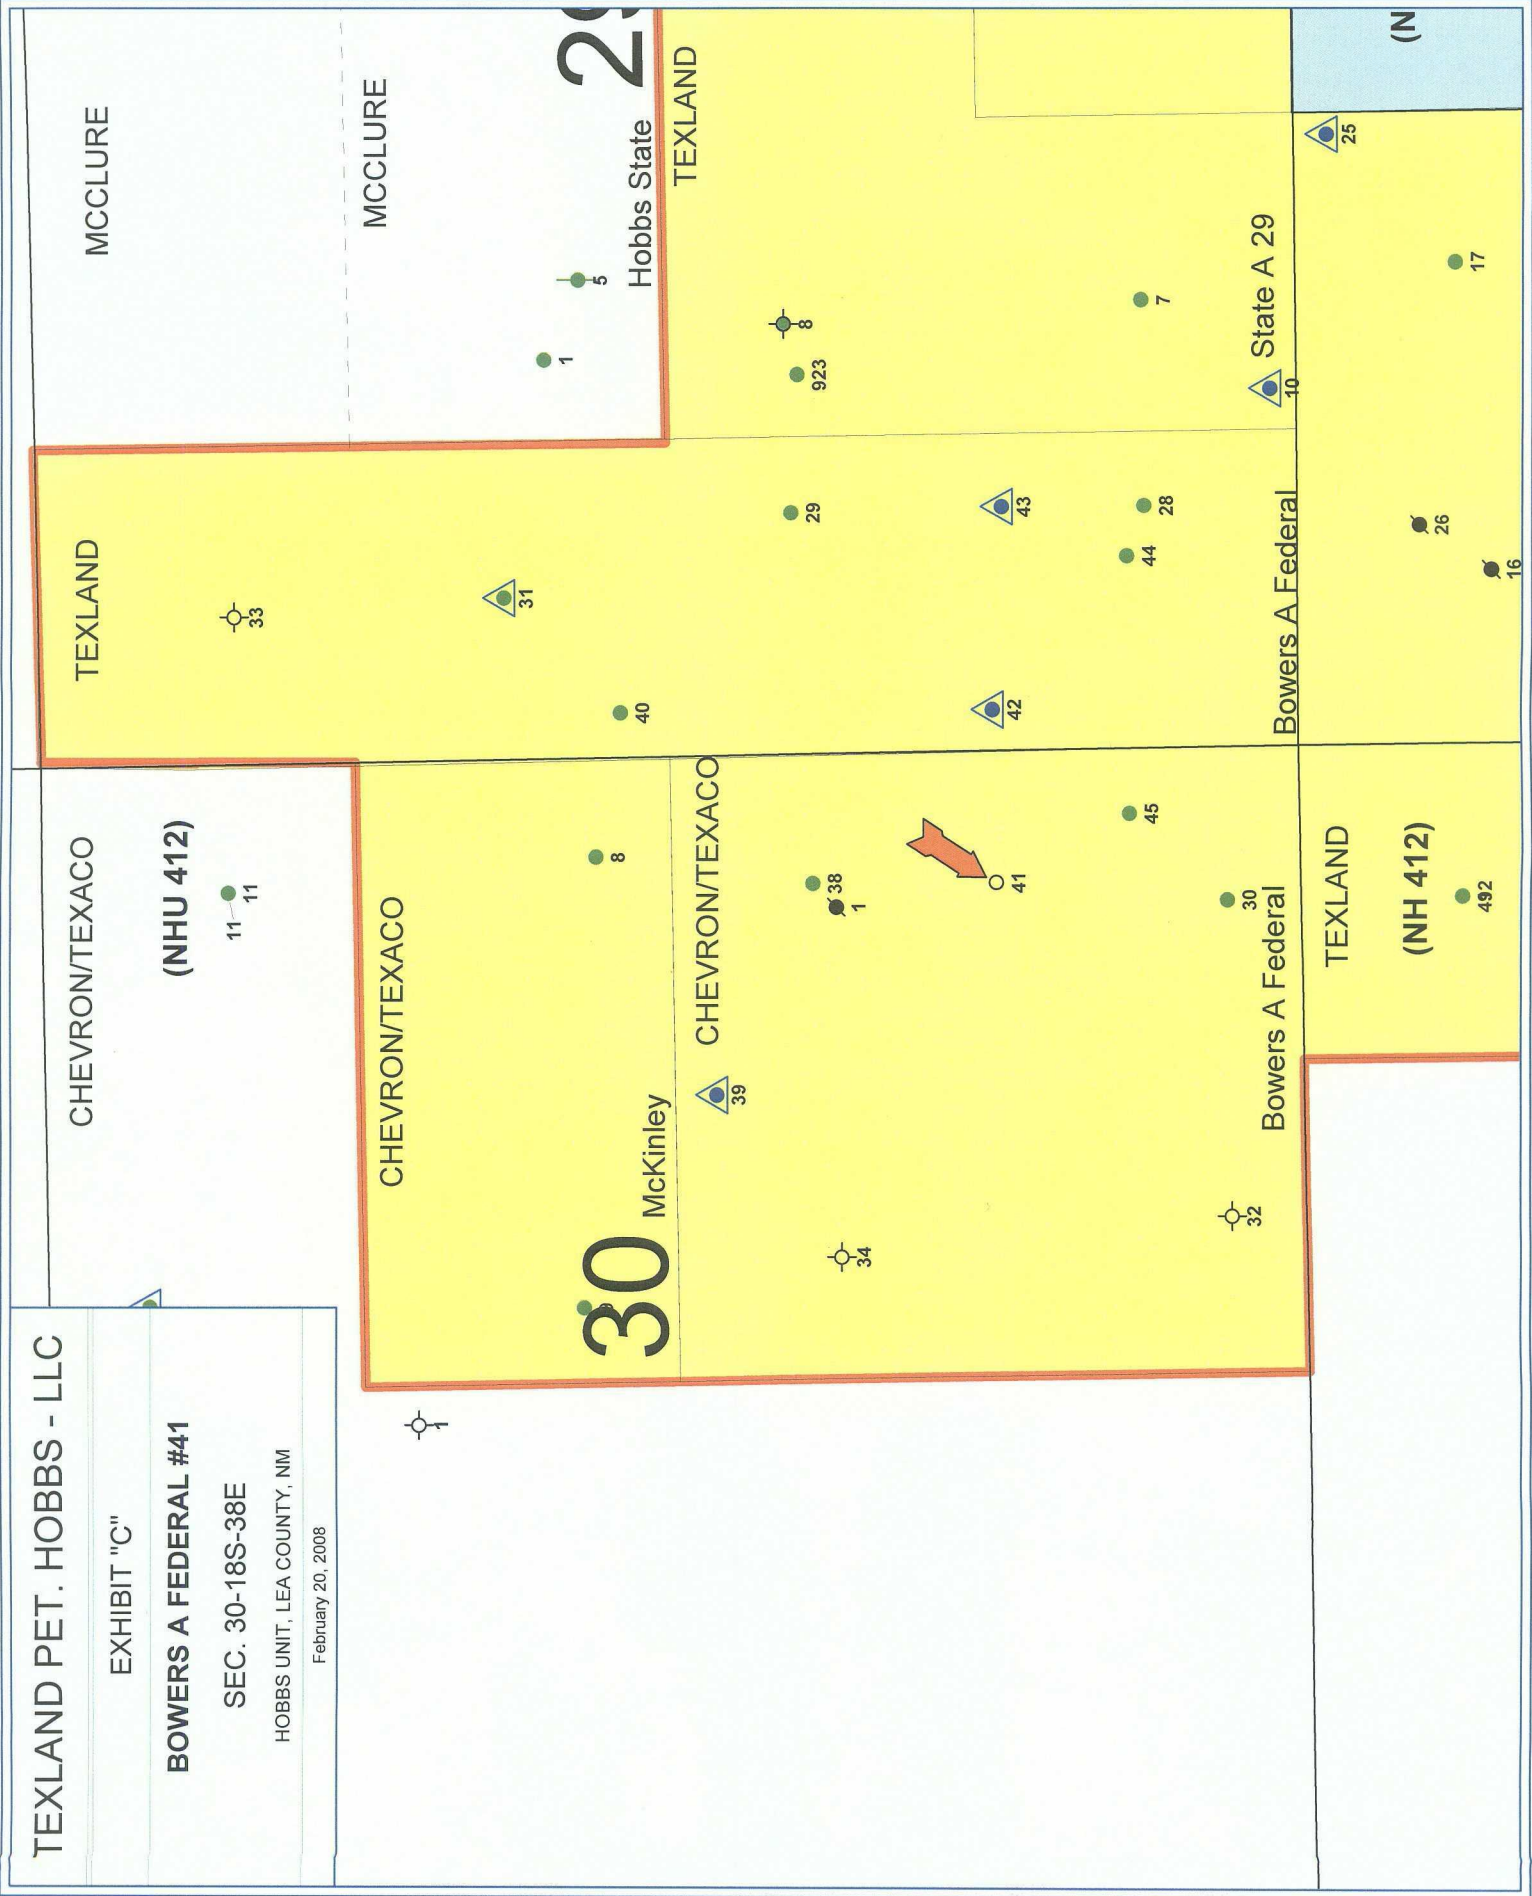 TEXLAND PET. HOBBS - LLC
EXHIBIT "C"
BOWERS A FEDERAL #41
SEC. 30-18S-38E
HOBBS UNIT, LEA COUNTY, NM
February 20, 2008
CHEVRON/TEXACO
(NHU 412)
11
11
TEXLAND
33
MCCLURE
MCCLURE
1
5
Hobbs State
29
1
CHEVRON/TEXACO
8
30
McKinley
31
40
TEXLAND
8
923
7
10
State A 29
CHEVRON/TEXACO
39
38
1
41
34
45
30
32
Bowers A Federal
29
43
42
44
28
Bowers A Federal
TEXLAND
(NH 412)
492
25
17
26
16
(N